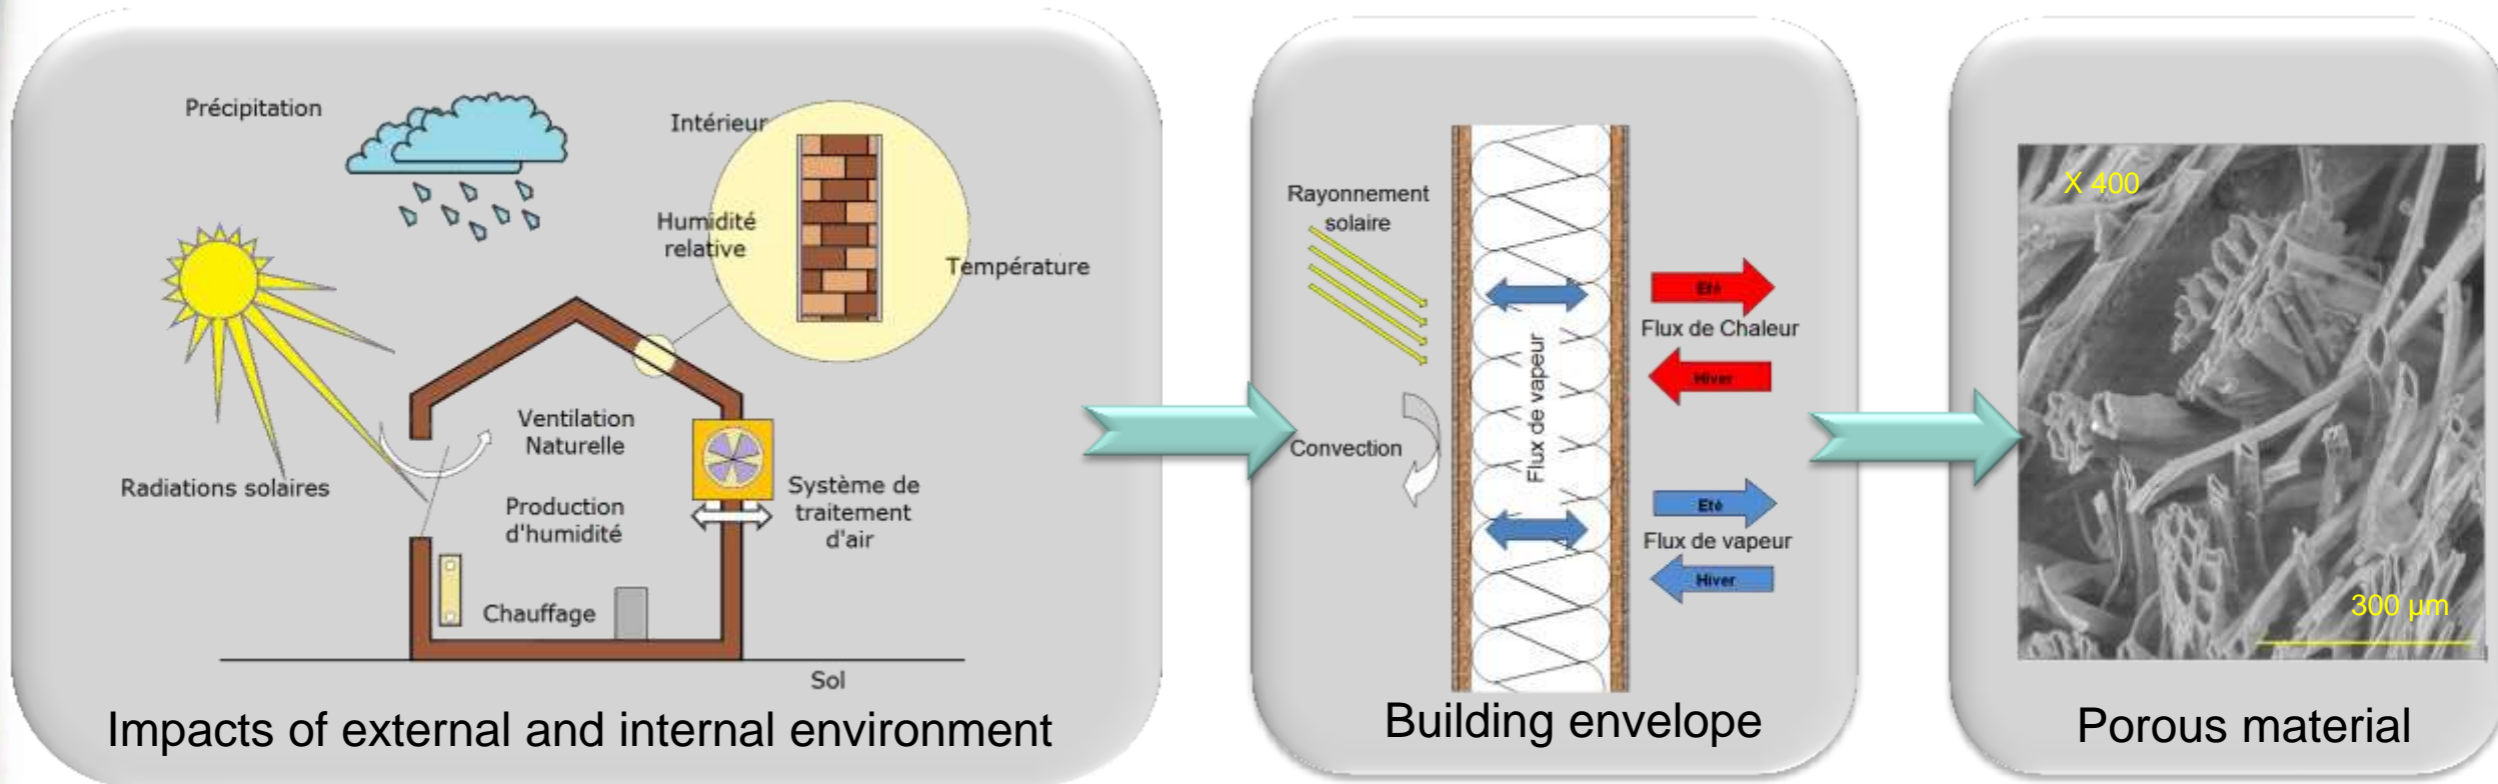 Précipitation
Intérieur
Humidité
relative
Température
Radiations solaires
Ventilation
Naturelle
Production
d'humidité
Système de
traitement
d'air
Chauffage
Sol
Impacts of external and internal environment
Rayonnement
solaire
Convection
Flux de vapeur
Eté
Flux de Chaleur
Hiver
Eté
Flux de vapeur
Hiver
Building envelope
X 400
300 µm
Porous material